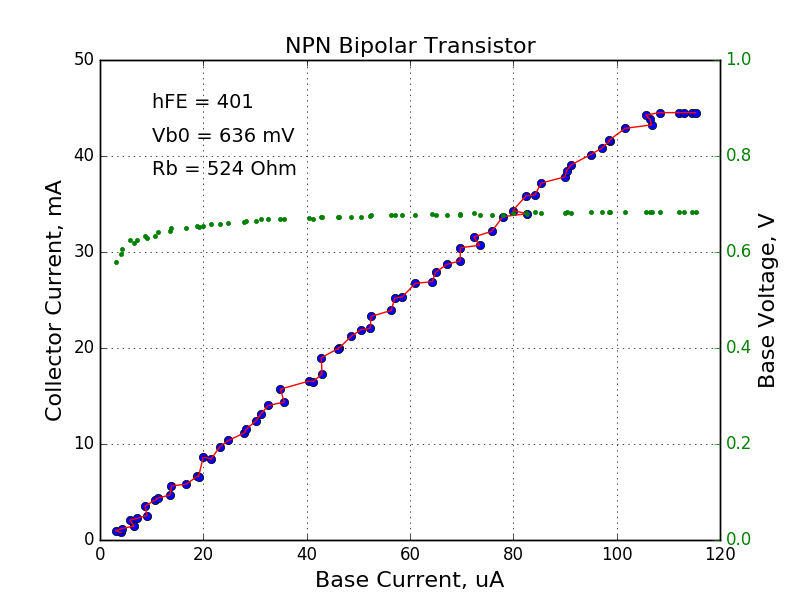 NPN Bipolar Transistor
hFE = 401
Vb0 = 636 mV
Rb = 524 Ohm
Collector Current, mA
50
40
30
20
10
0
Base Voltage, V
1.0
0.8
0.6
0.4
0.2
0.0
0 20 40 60 80 100 120
Base Current, uA